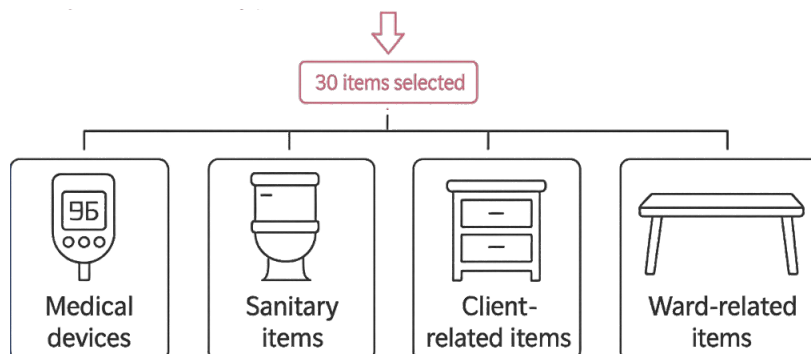 30 items selected
96
Medical
devices
Sanitary
items
Client-
related items
Ward-related
items